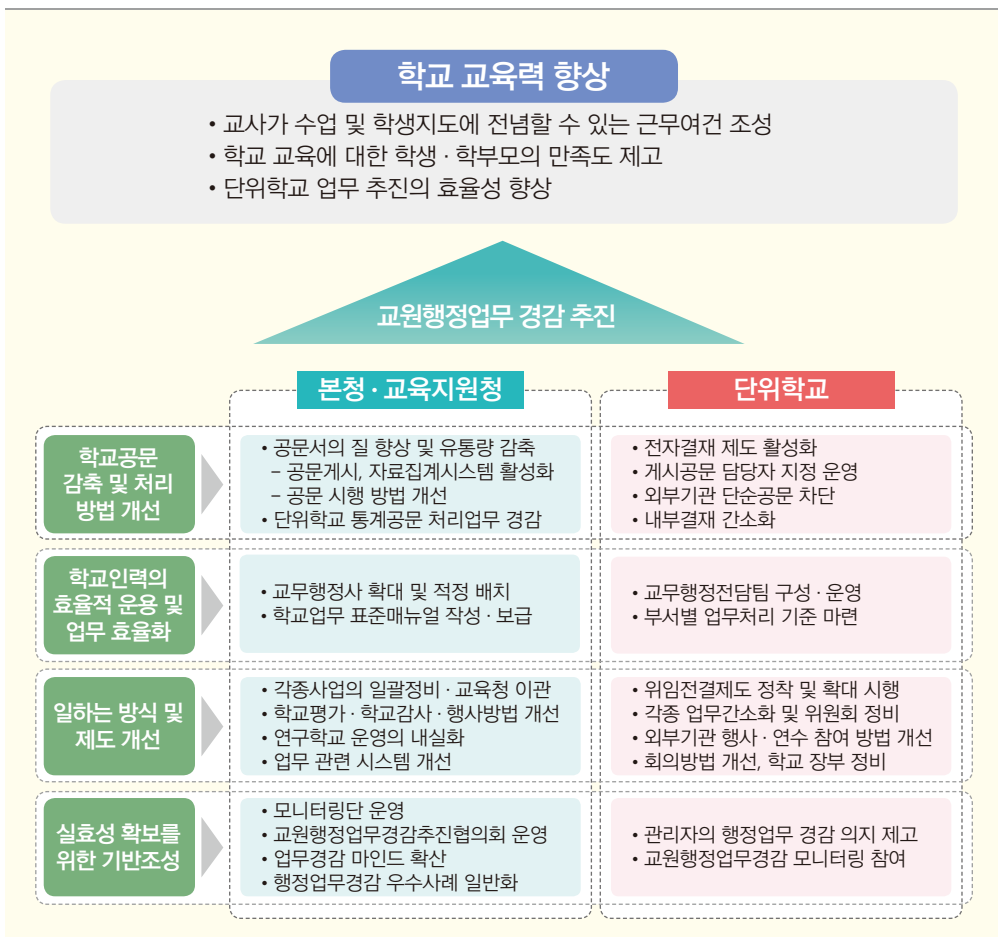 학교 교육력 향상
• 교사가 수업 및 학생지도에 전념할 수 있는 근무여건 조성
• 학교 교육에 대한 학생 · 학부모의 만족도 제고
• 단위학교 업무 추진의 효율성 향상
교원행정업무 경감 추진
본청 · 교육지원청
단위학교
학교공문
감축 및 처리
방법 개선
• 공문서의 질 향상 및 유통량 감축
– 공문게시, 자료집계시스템 활성화
– 공문 시행 방법 개선
• 단위학교 통계공문 처리업무 경감
• 전자결재 제도 활성화
• 게시공문 담당자 지정 운영
• 외부기관 단순공문 차단
• 내부결재 간소화
학교인력의
효율적 운용 및
업무 효율화
• 교무행정사 확대 및 적정 배치
• 학교업무 표준매뉴얼 작성 · 보급
• 교무행정전담팀 구성 · 운영
• 부서별 업무처리 기준 마련
일하는 방식 및
제도 개선
• 각종사업의 일괄정비 · 교육청 이관
• 학교평가 · 학교감사 · 행사방법 개선
• 연구학교 운영의 내실화
• 업무 관련 시스템 개선
• 위임전결제도 정착 및 확대 시행
• 각종 업무간소화 및 위원회 정비
• 외부기관 행사 · 연수 참여 방법 개선
• 회의방법 개선, 학교 장부 정비
실효성 확보를
위한 기반조성
• 모니터링단 운영
• 교원행정업무경감추진협의회 운영
• 업무경감 마인드 확산
• 행정업무경감 우수사례 일반화
• 관리자의 행정업무 경감 의지 제고
• 교원행정업무경감 모니터링 참여